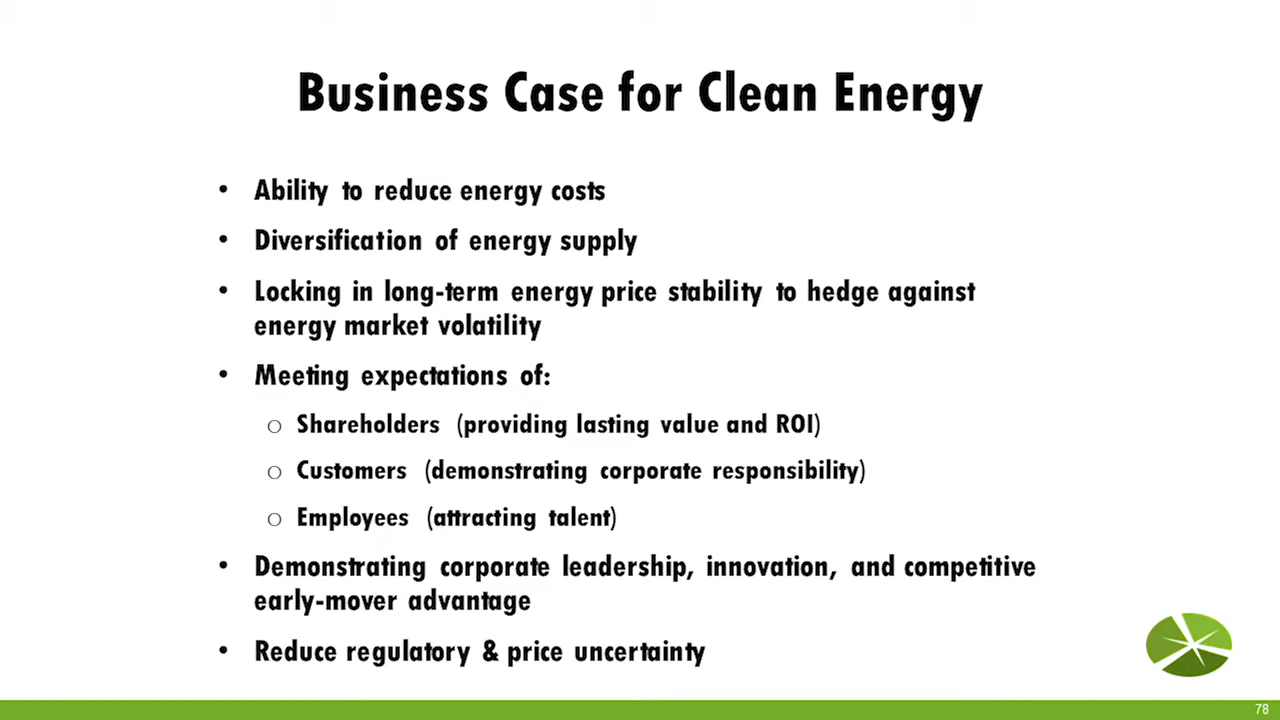 Business Case for Clean Energy
• Ability to reduce energy costs
• Diversification of energy supply
• Locking in long-term energy price stability to hedge against
energy market volatility
• Meeting expectations of:
o Shareholders (providing lasting value and ROI)
o Customers (demonstrating corporate responsibility)
o Employees (attracting talent)
• Demonstrating corporate leadership, innovation, and competitive
early-mover advantage
• Reduce regulatory & price uncertainty
78